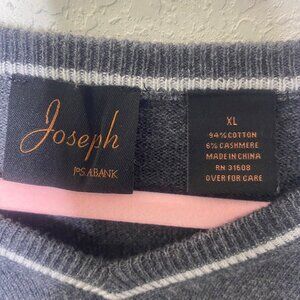 Joseph
JOS. A. BANK
XL
94% COTTON
6% CASHMERE
MADE IN CHINA
RN 31608
OVER FOR CARE